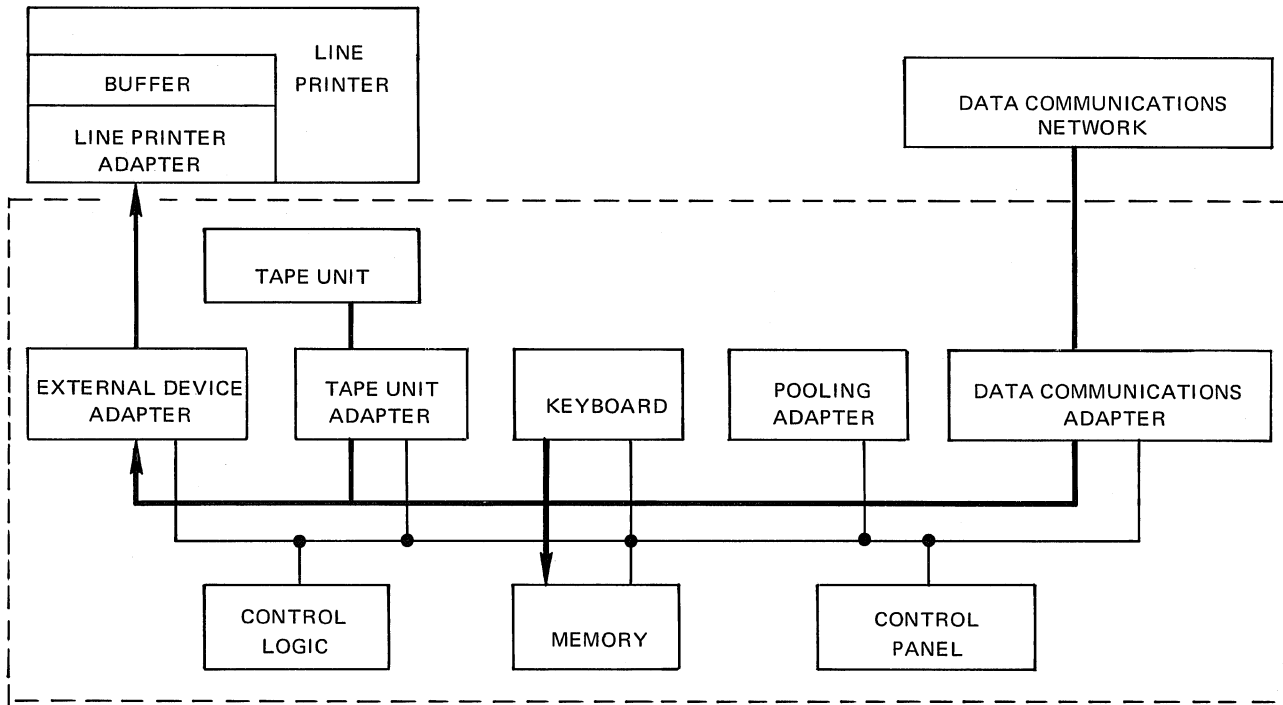 LINE
PRINTER
BUFFER
LINE PRINTER
ADAPTER
DATA COMMUNICATIONS
NETWORK
TAPE UNIT
EXTERNAL DEVICE
ADAPTER
TAPE UNIT
ADAPTER
KEYBOARD
POOLING
ADAPTER
DATA COMMUNICATIONS
ADAPTER
CONTROL
LOGIC
MEMORY
CONTROL
PANEL